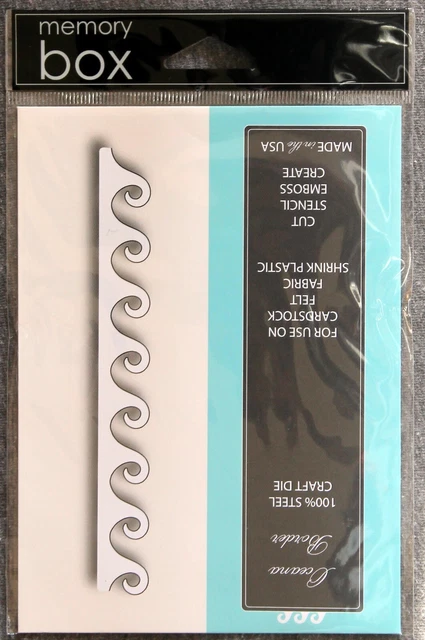 memory
box
Oceana
Border
100% STEEL
CRAFT DIE
FOR USE ON
CARDSTOCK
FELT
FABRIC
SHRINK PLASTIC
CUT
STENCIL
EMBOSS
CREATE
MADE in the USA